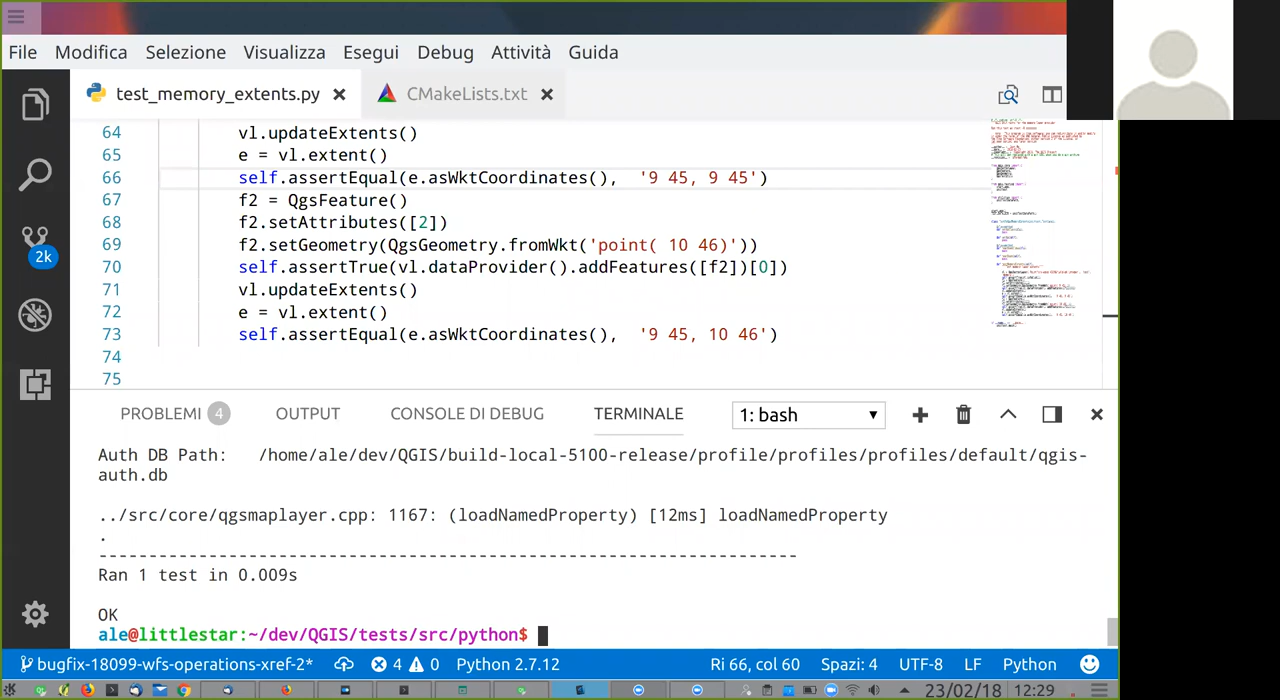 File Modifica Selezione Visualizza Esegui Debug Attività Guida
test_memory_extents.py CMakeLists.txt
64 vl.updateExtents()
65 e = vl.extent()
66 self.assertEqual(e.asWktCoordinates(), '9 45, 9 45')
67 f2 = QgsFeature()
68 f2.setAttributes([2])
69 f2.setGeometry(QgsGeometry.fromWkt('point( 10 46)'))
70 self.assertTrue(vl.dataProvider().addFeatures([f2])[0])
71 vl.updateExtents()
72 e = vl.extent()
73 self.assertEqual(e.asWktCoordinates(), '9 45, 10 46')
74
75
2k
PROBLEMI 4 OUTPUT CONSOLE DI DEBUG TERMINALE 1: bash
Auth DB Path: /home/ale/dev/QGIS/build-local-5100-release/profile/profiles/profiles/default/qgis-
auth.db
../src/core/qgsmaplayer.cpp: 1167: (loadNamedProperty) [12ms] loadNamedProperty
.
----------------------------------------------------------------------
Ran 1 test in 0.009s
OK
ale@littlestar:~/dev/QGIS/tests/src/python$
bugfix-18099-wfs-operations-xref-2* 4 0 Python 2.7.12 Ri 66, col 60 Spazi: 4 UTF-8 LF Python
23/02/18 12:29